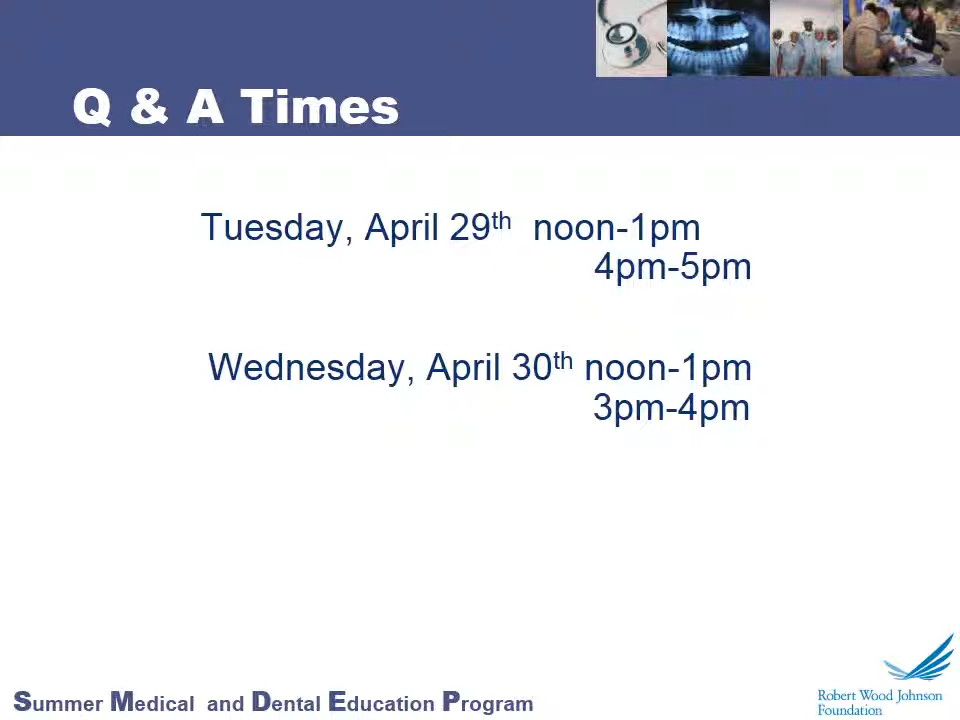 Q & A Times
Tuesday, April 29th noon-1pm
4pm-5pm
Wednesday, April 30th noon-1pm
3pm-4pm
Summer Medical and Dental Education Program
Robert Wood Johnson
Foundation